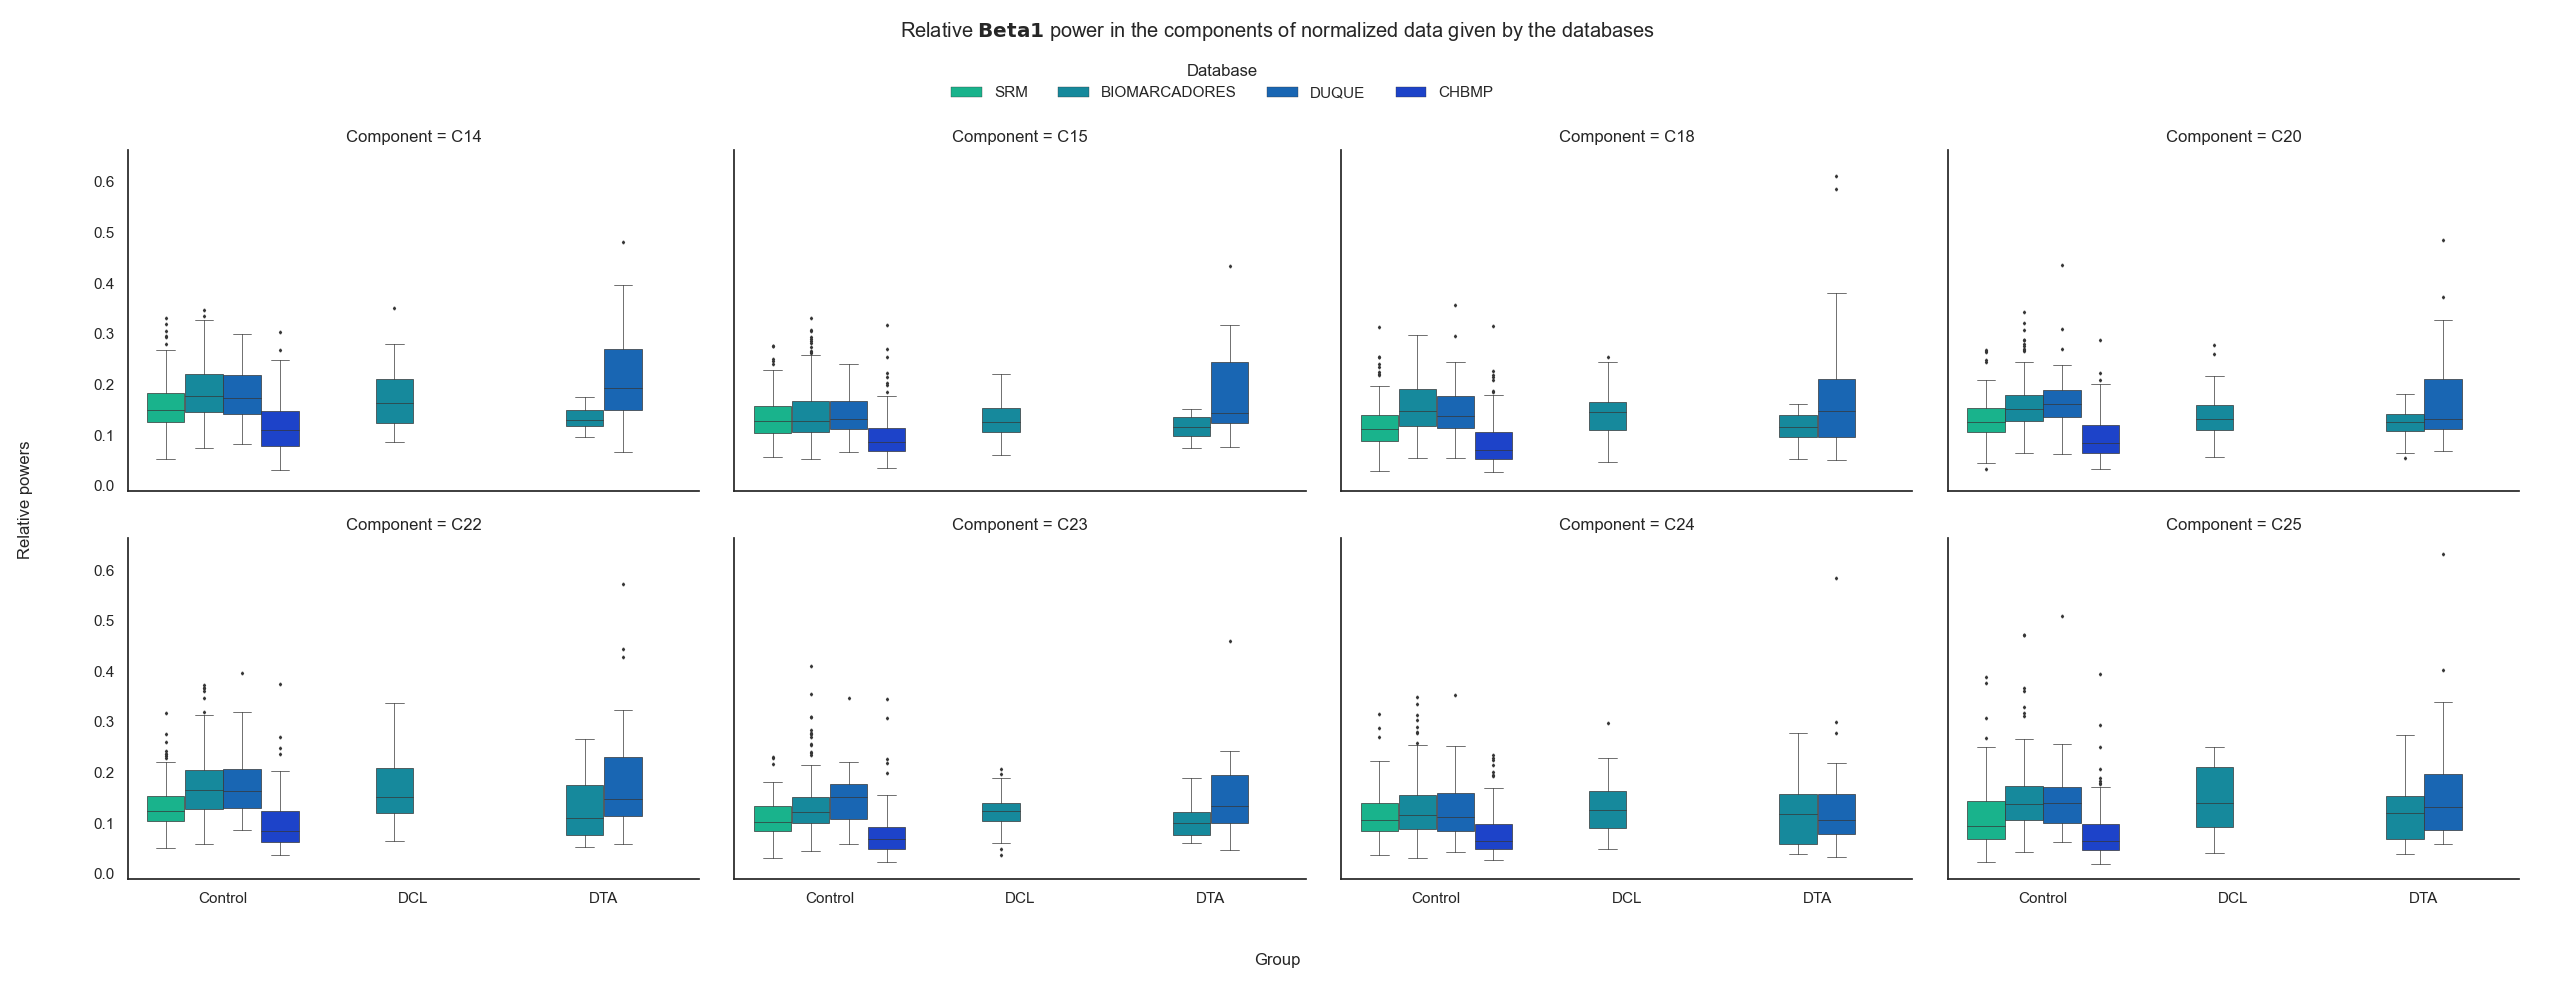 Relative Beta1 power in the components of normalized data given by the databases
Database
SRM BIOMARCADORES DUQUE CHBMP
Component = C14 Component = C15 Component = C18 Component = C20
0.6
0.5
0.4
0.3
0.2
0.1
0.0
Relative powers
Component = C22 Component = C23 Component = C24 Component = C25
0.6
0.5
0.4
0.3
0.2
0.1
0.0
Control DCL DTA Control DCL DTA Control DCL DTA Control DCL DTA
Group